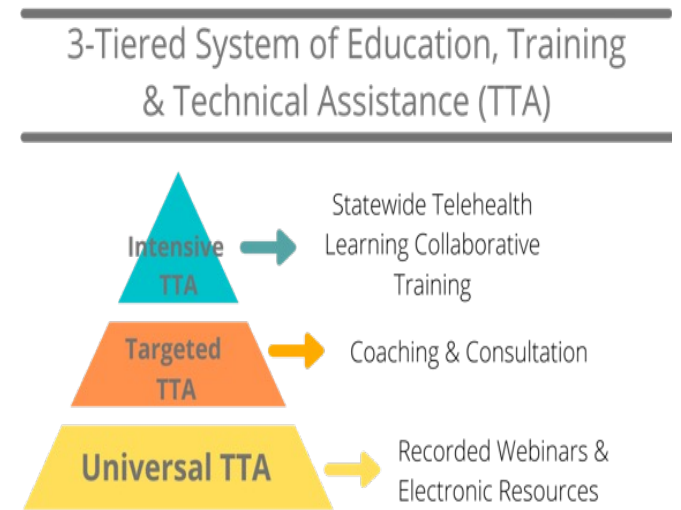 3-Tiered System of Education, Training
& Technical Assistance (TTA)
Intensive
TTA
Statewide Telehealth
Learning Collaborative
Training
Targeted
TTA
Coaching & Consultation
Universal TTA
Recorded Webinars &
Electronic Resources